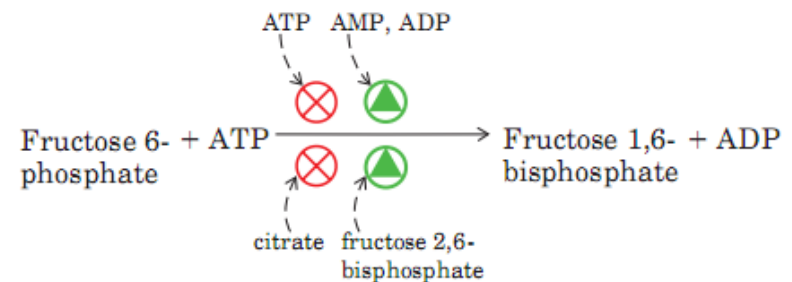 ATP AMP, ADP
Fructose 6- + ATP Fructose 1,6- + ADP
phosphate bisphosphate
citrate fructose 2,6-
bisphosphate